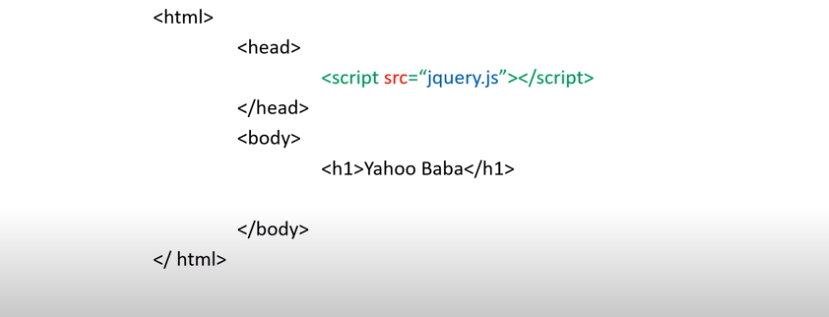 <html>
<head>
<script src=“jquery.js”></script>
</head>
<body>
<h1>Yahoo Baba</h1>
</body>
</ html>